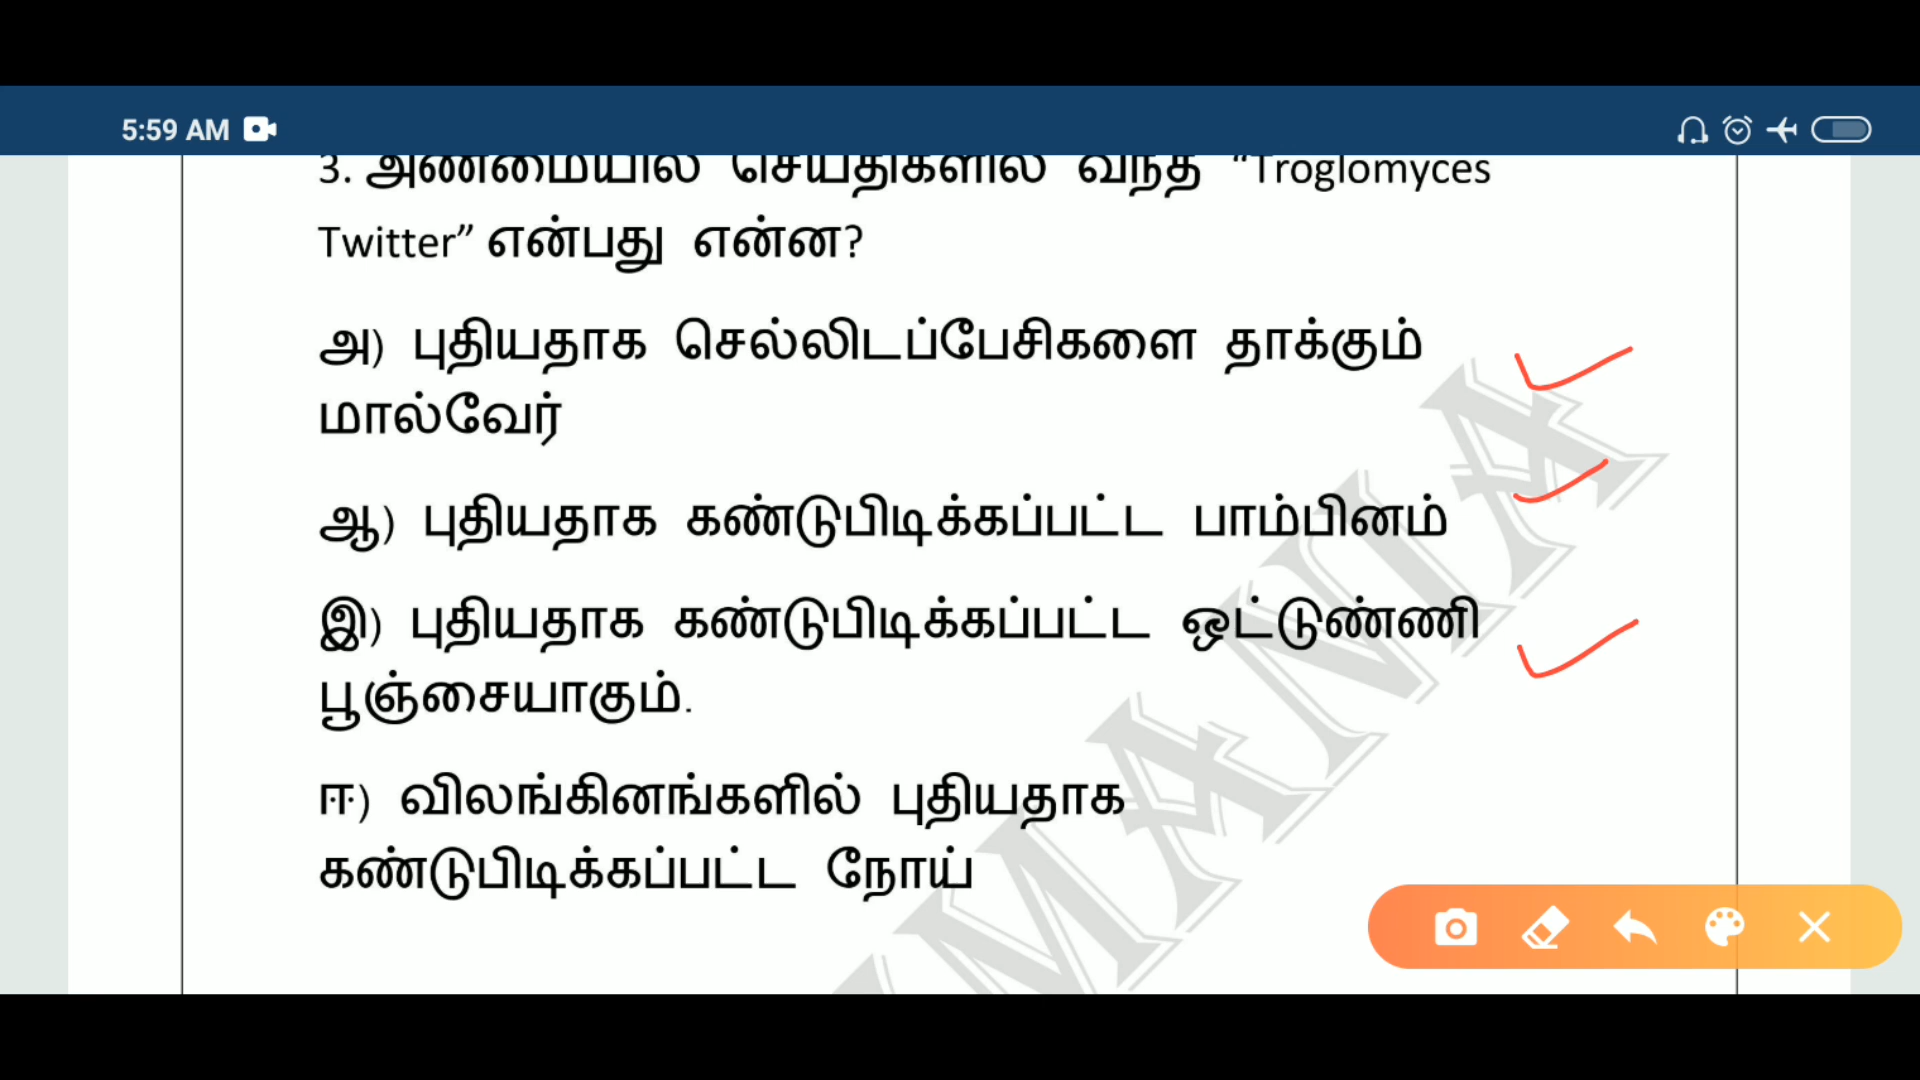 5:59 AM
3. அண்மையில் செய்திகளில் வந்த “Troglomyces
Twitter” என்பது என்ன?
அ) புதியதாக செல்லிடப்பேசிகளை தாக்கும்
மால்வேர்
ஆ) புதியதாக கண்டுபிடிக்கப்பட்ட பாம்பினம்
இ) புதியதாக கண்டுபிடிக்கப்பட்ட ஒட்டுண்ணி
பூஞ்சையாகும்.
ஈ) விலங்கினங்களில் புதியதாக
கண்டுபிடிக்கப்பட்ட நோய்
MANIA